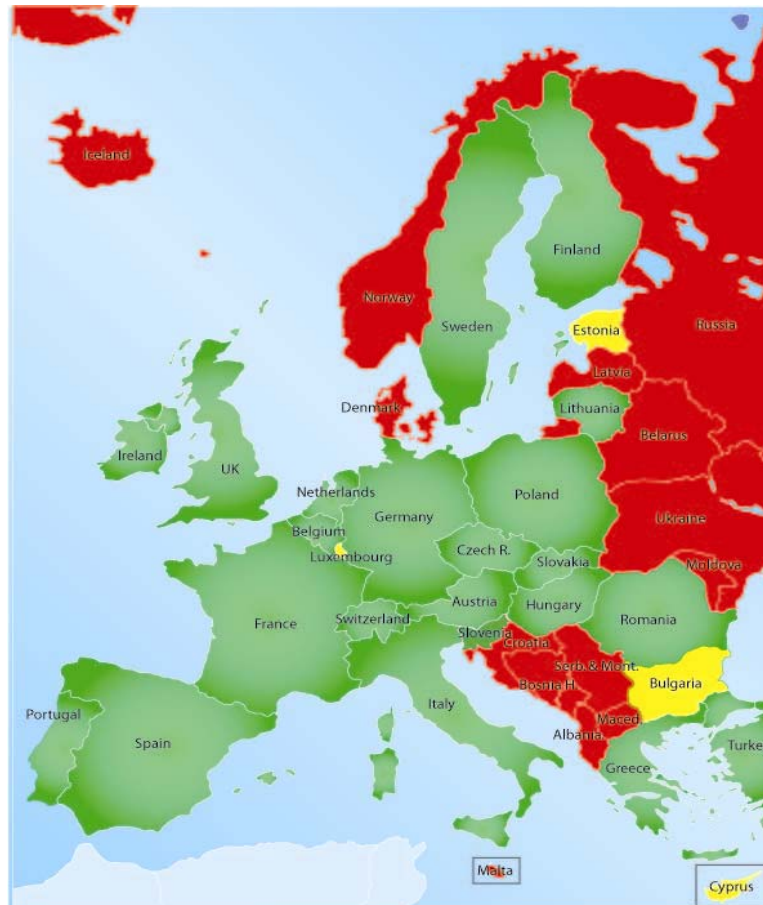 Iceland
Norway
Finland
Sweden
Estonia
Russia
Latvia
Denmark
Lithuania
Belarus
Ireland
UK
Netherlands
Poland
Germany
Belgium
Ukraine
Luxembourg
Czech R.
Slovakia
Moldova
Austria
Hungary
France
Switzerland
Romania
Slovenia
Croatia
Serb. & Mont.
Bosnia H.
Bulgaria
Italy
Portugal
Maced.
Spain
Albania
Turke
Greece
Malta
Cyprus